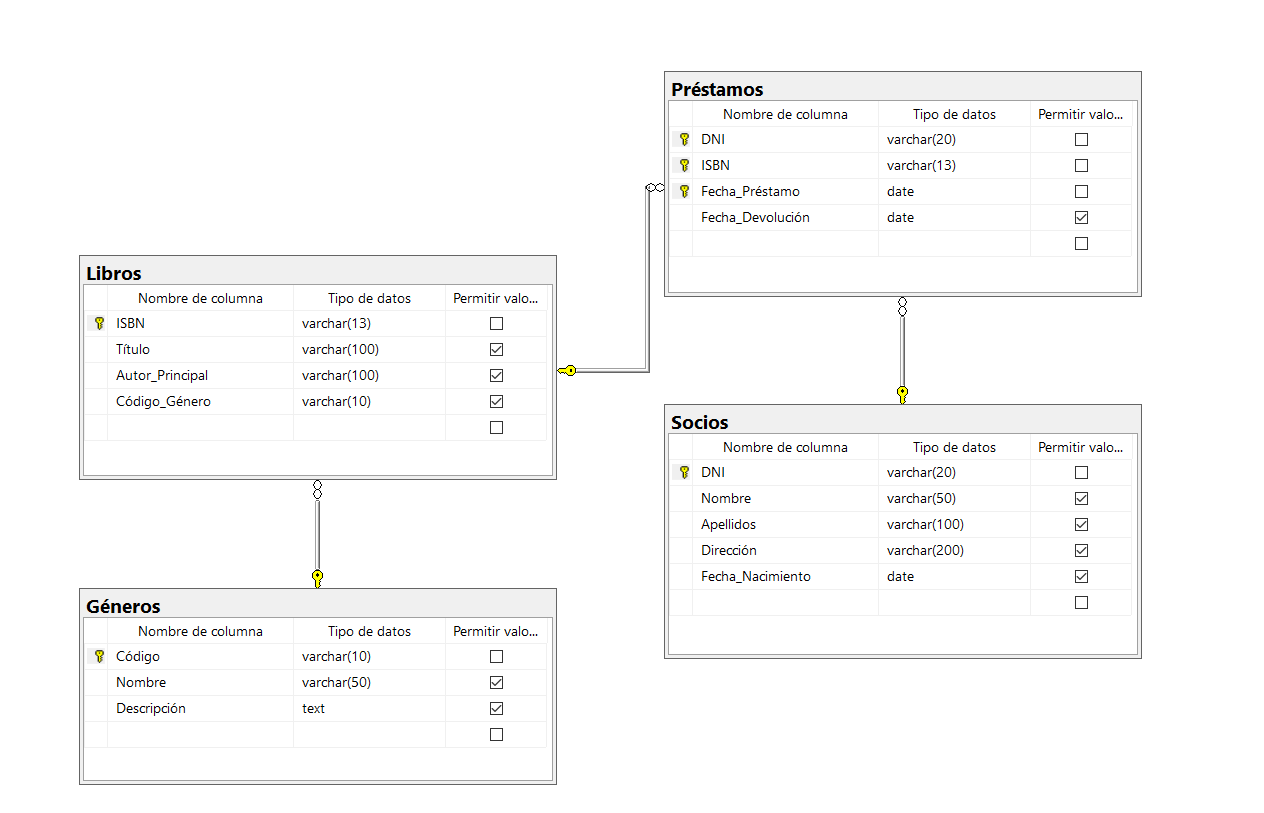 Préstamos
Nombre de columna Tipo de datos Permitir valo...
DNI varchar(20)
ISBN varchar(13)
Fecha_Préstamo date
Fecha_Devolución date
Libros
Nombre de columna Tipo de datos Permitir valo...
ISBN varchar(13)
Título varchar(100)
Autor_Principal varchar(100)
Código_Género varchar(10)
Socios
Nombre de columna Tipo de datos Permitir valo...
DNI varchar(20)
Nombre varchar(50)
Apellidos varchar(100)
Dirección varchar(200)
Fecha_Nacimiento date
Géneros
Nombre de columna Tipo de datos Permitir valo...
Código varchar(10)
Nombre varchar(50)
Descripción text